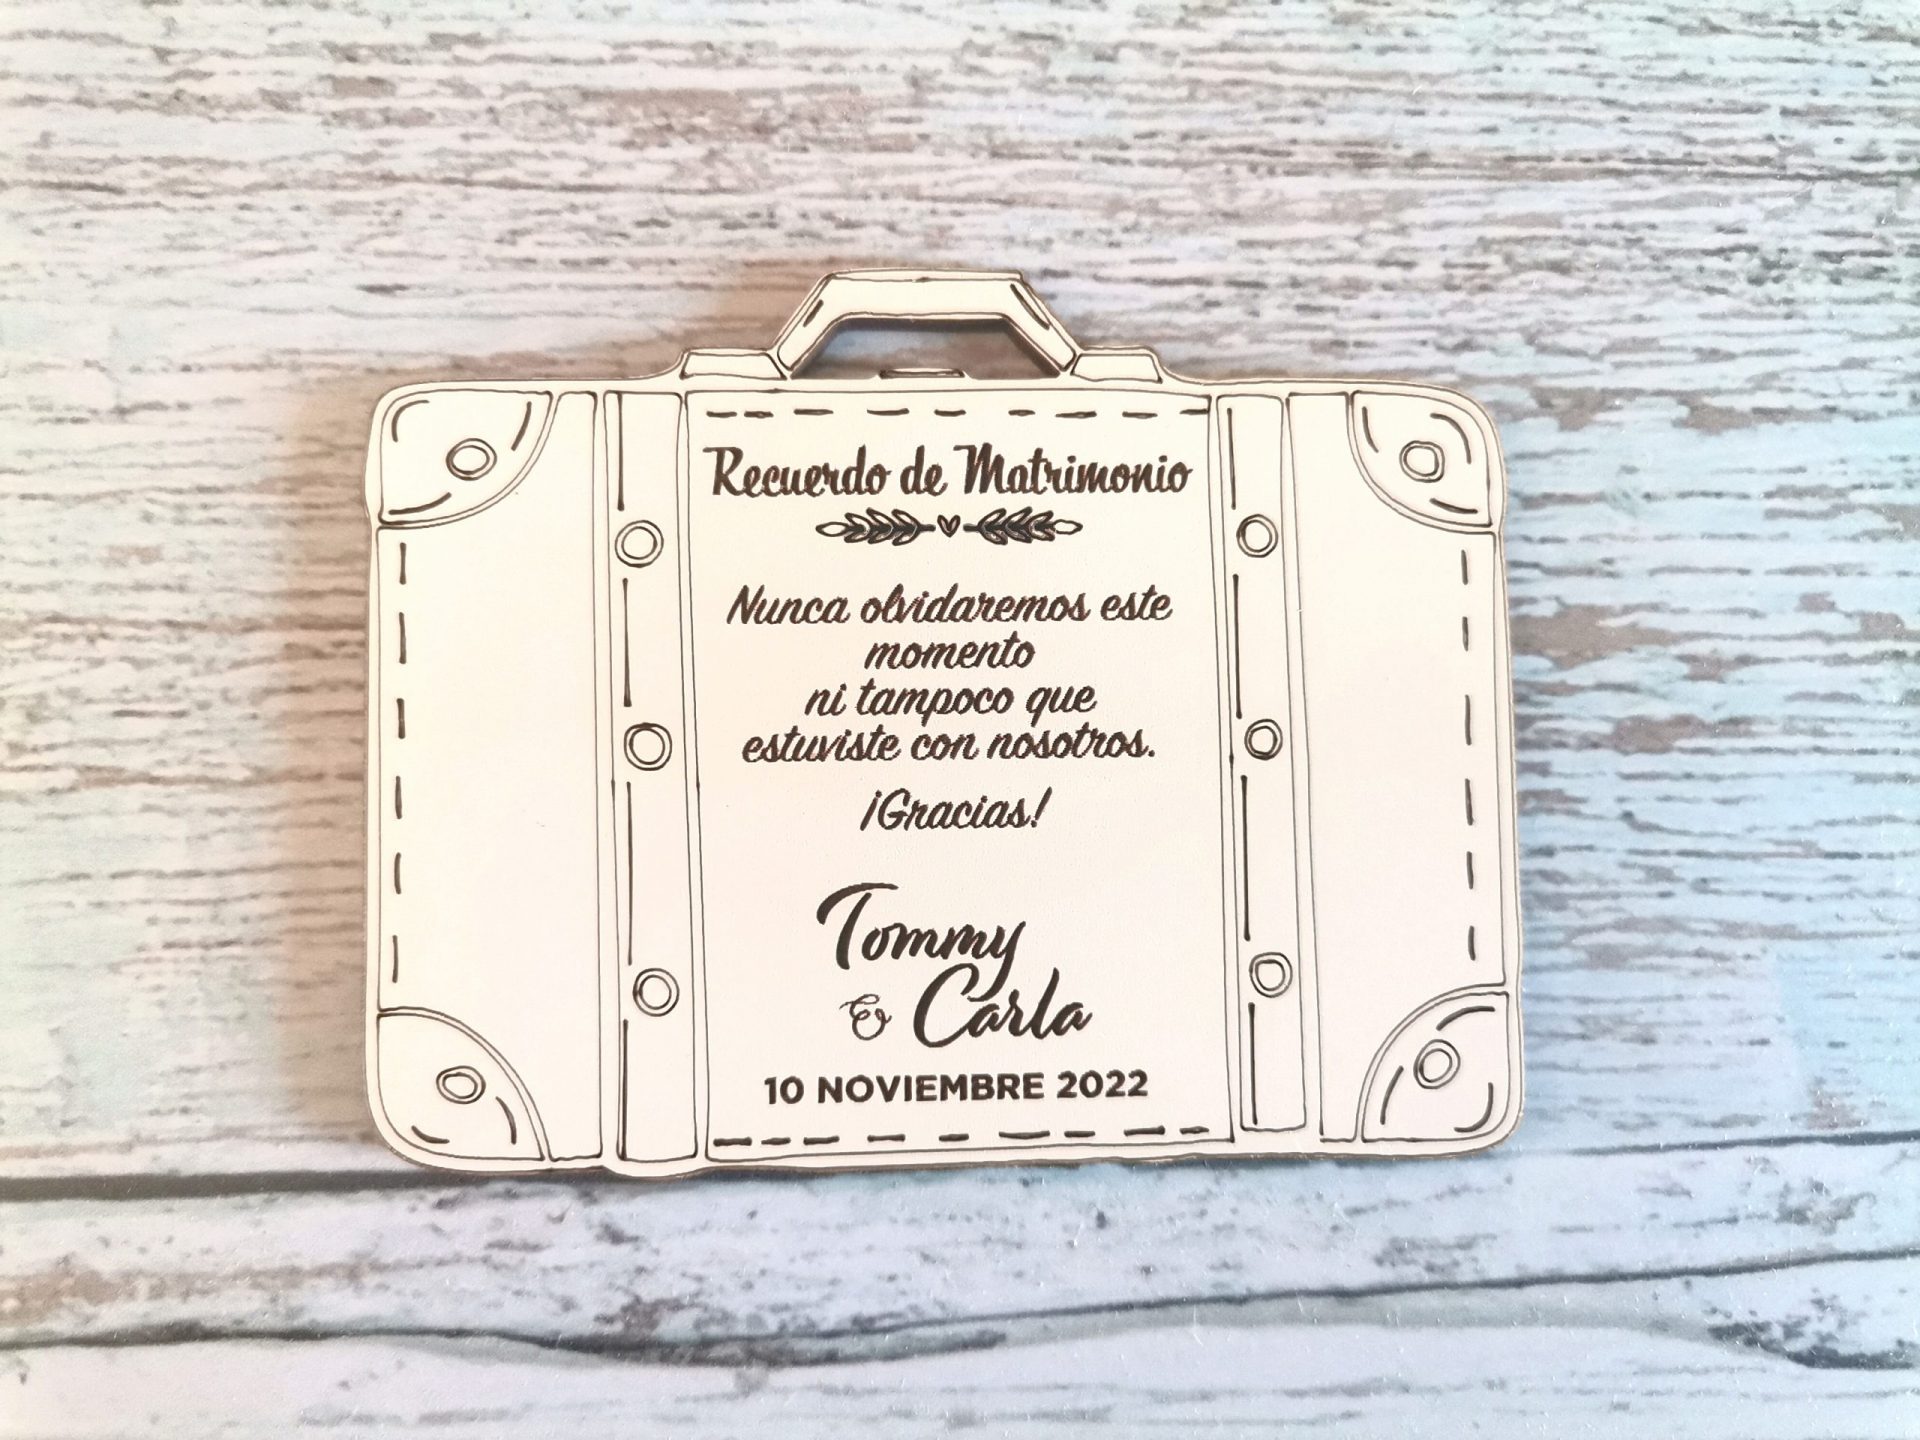 Recuerdo de Matrimonio
Nunca olvidaremos este
momento
ni tampoco que
estuviste con nosotros.
¡Gracias!
Tommy
& Carla
10 NOVIEMBRE 2022